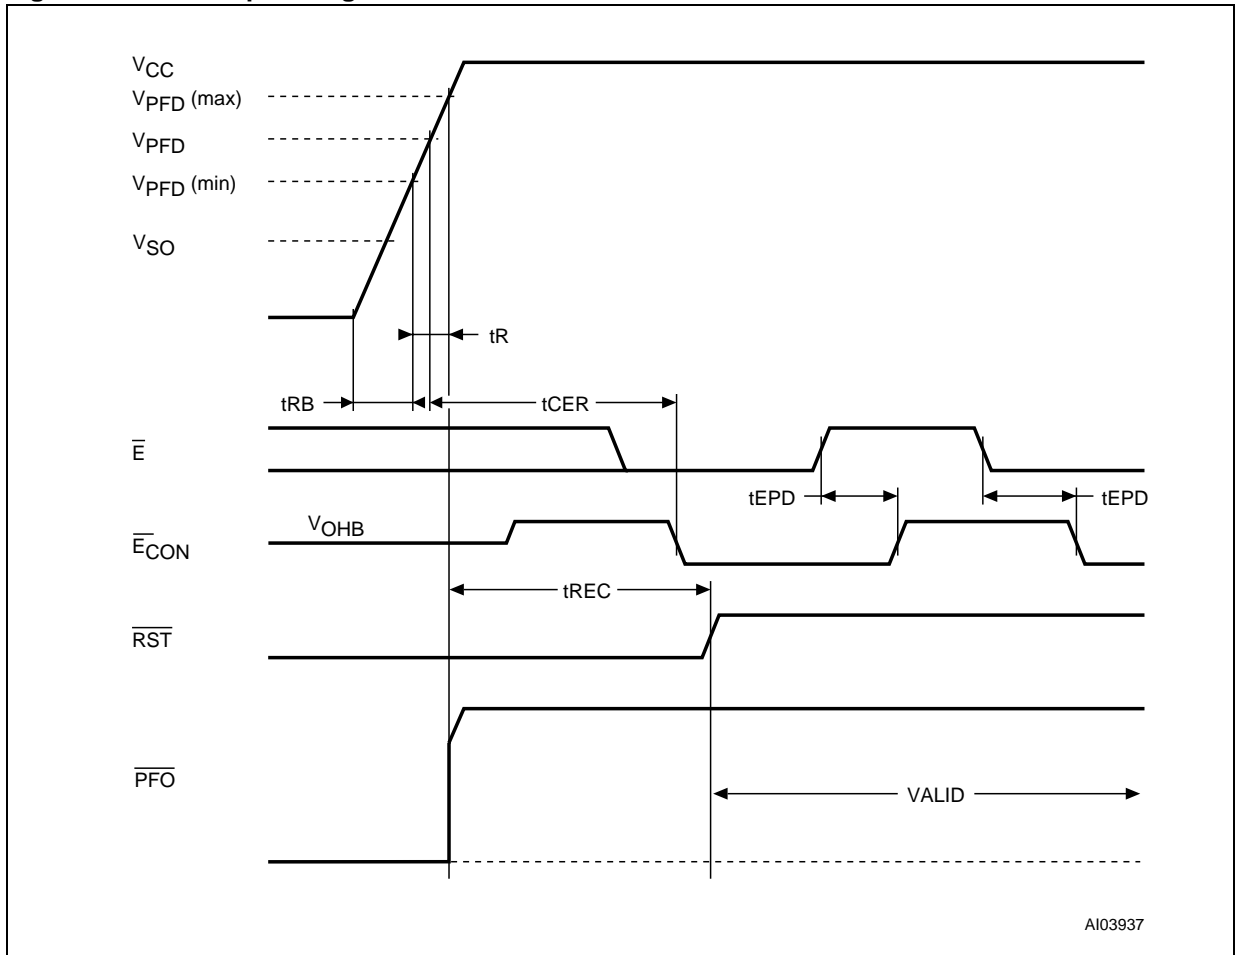 VCC
VPFD (max)
VPFD
VPFD (min)
VSO
tR
tRB
tCER
E
tEPD
tEPD
VOHB
ECON
tREC
RST
PFO
VALID
AI03937